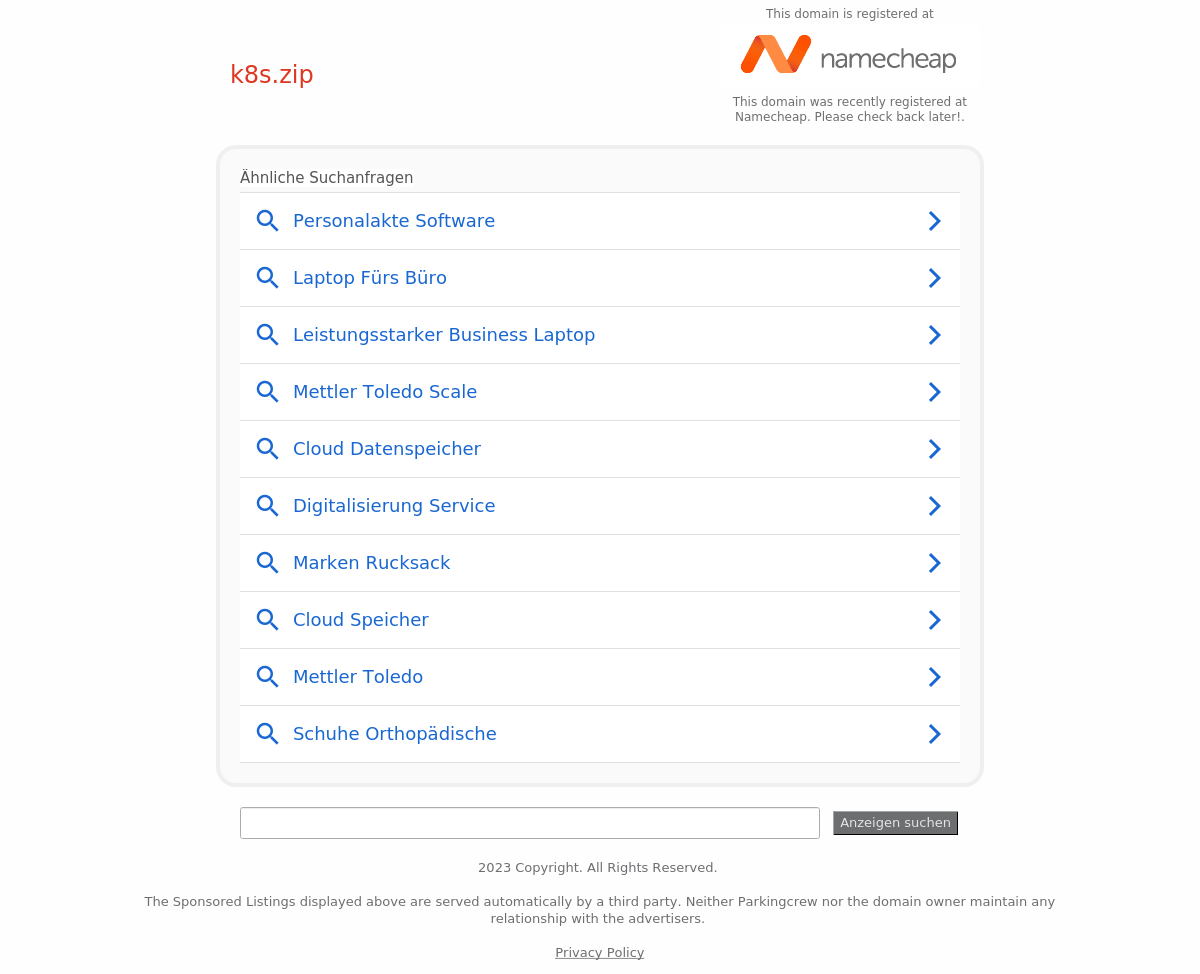 This domain is registered at
namecheap
k8s.zip
This domain was recently registered at
Namecheap. Please check back later!.
Ähnliche Suchanfragen
Personalakte Software
Laptop Fürs Büro
Leistungsstarker Business Laptop
Mettler Toledo Scale
Cloud Datenspeicher
Digitalisierung Service
Marken Rucksack
Cloud Speicher
Mettler Toledo
Schuhe Orthopädische
Anzeigen suchen
2023 Copyright. All Rights Reserved.
The Sponsored Listings displayed above are served automatically by a third party. Neither Parkingcrew nor the domain owner maintain any
relationship with the advertisers.
Privacy Policy